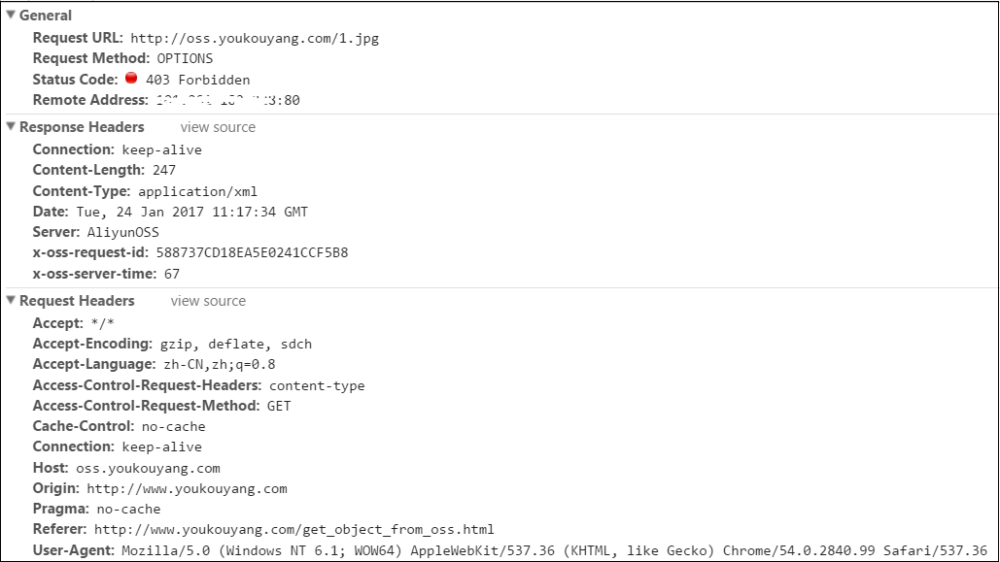 General
Request URL: http://oss.youkouyang.com/1.jpg
Request Method: OPTIONS
Status Code: 403 Forbidden
Remote Address: :80
Response Headers view source
Connection: keep-alive
Content-Length: 247
Content-Type: application/xml
Date: Tue, 24 Jan 2017 11:17:34 GMT
Server: AliyunOSS
x-oss-request-id: 588737CD18EA5E0241CCF5B8
x-oss-server-time: 67
Request Headers view source
Accept: */*
Accept-Encoding: gzip, deflate, sdch
Accept-Language: zh-CN,zh;q=0.8
Access-Control-Request-Headers: content-type
Access-Control-Request-Method: GET
Cache-Control: no-cache
Connection: keep-alive
Host: oss.youkouyang.com
Origin: http://www.youkouyang.com
Pragma: no-cache
Referer: http://www.youkouyang.com/get_object_from_oss.html
User-Agent: Mozilla/5.0 (Windows NT 6.1; WOW64) AppleWebKit/537.36 (KHTML, like Gecko) Chrome/54.0.2840.99 Safari/537.36